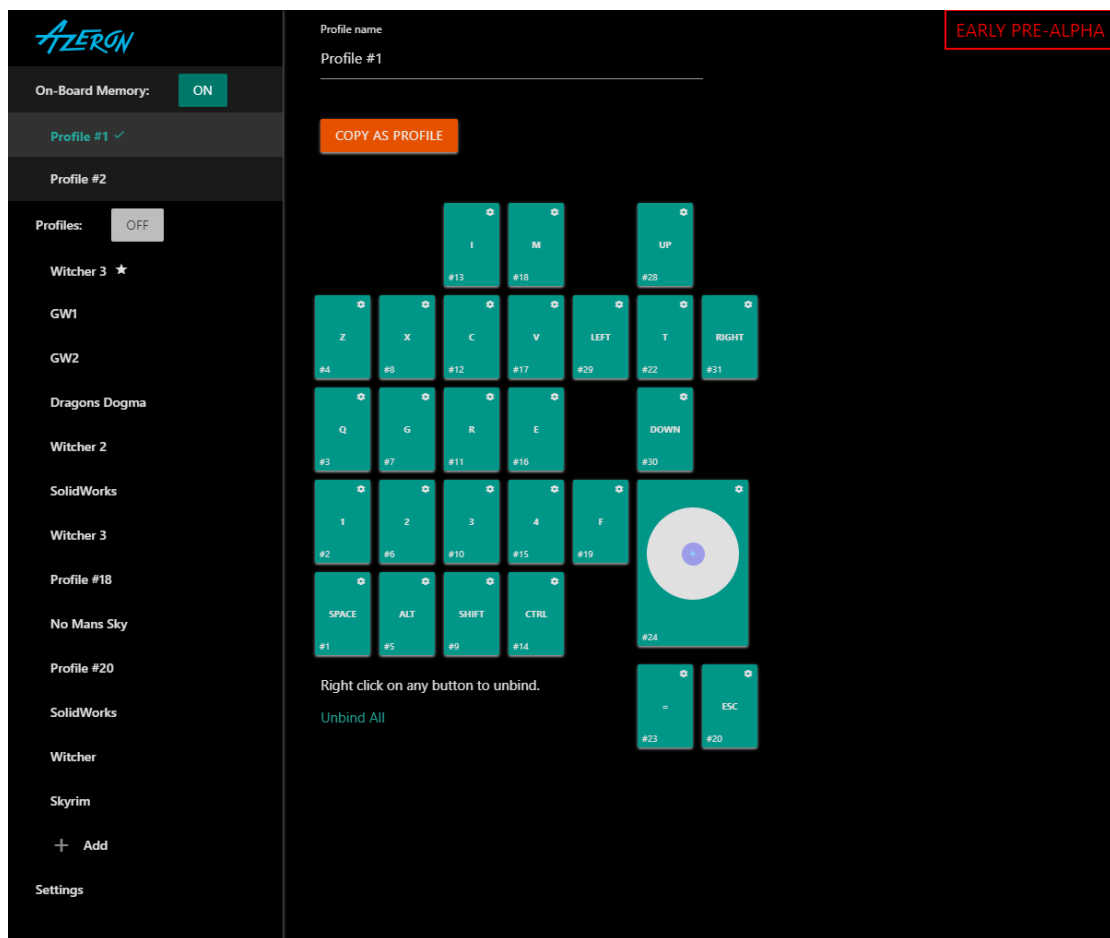 AZERON
On-Board Memory: ON
Profile #1
Profile #2
Profiles: OFF
Witcher 3
GW1
GW2
Dragons Dogma
Witcher 2
SolidWorks
Witcher 3
Profile #18
No Mans Sky
Profile #20
SolidWorks
Witcher
Skyrim
+ Add
Settings
Profile name
Profile #1
EARLY PRE-ALPHA
COPY AS PROFILE
I M UP
#13 #18 #28
Z X C V LEFT T RIGHT
#4 #8 #12 #17 #29 #22 #31
Q G R E DOWN
#3 #7 #11 #16 #30
1 2 3 4 F
#2 #6 #10 #15 #19
SPACE ALT SHIFT CTRL
#1 #5 #9 #14 #24
Right click on any button to unbind.
Unbind All
= ESC
#23 #20